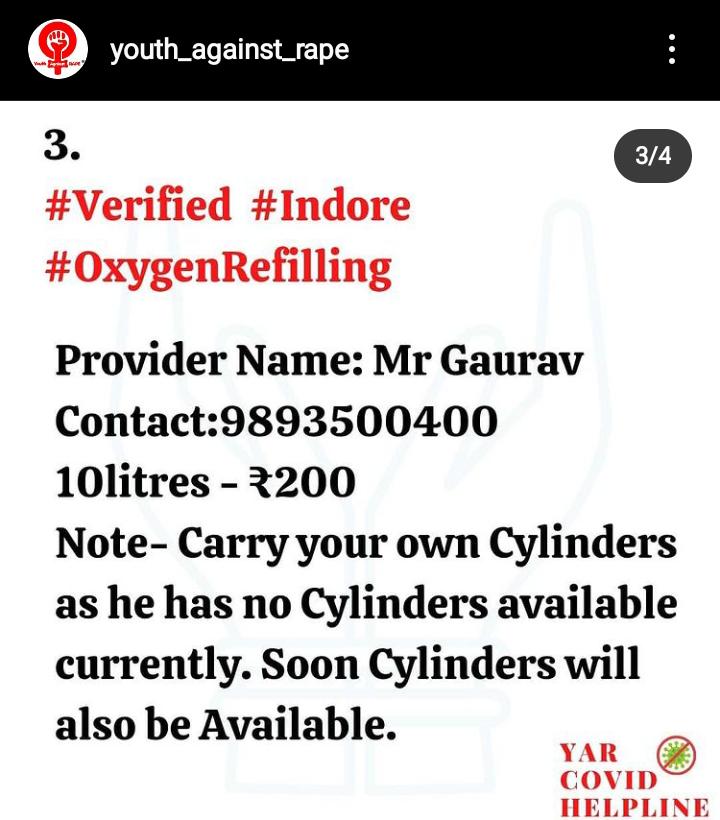 youth_against_rape
3.
3/4
#Verified #Indore
#OxygenRefilling
Provider Name: Mr Gaurav
Contact:9893500400
10litres - ₹200
Note- Carry your own Cylinders
as he has no Cylinders available
currently. Soon Cylinders will
also be Available.
YAR
COVID
HELPLINE